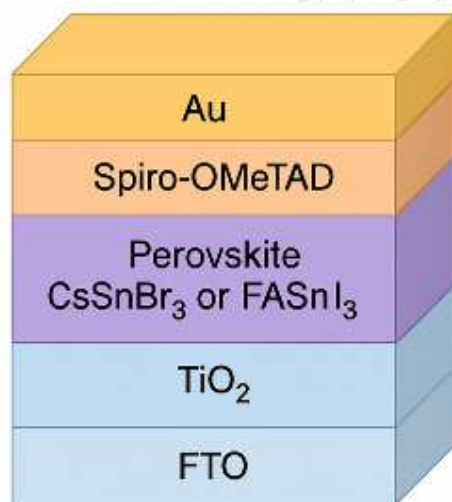 Au
Spiro-OMeTAD
Perovskite
CsSnBr₃ or FASnI₃
TiO₂
FTO